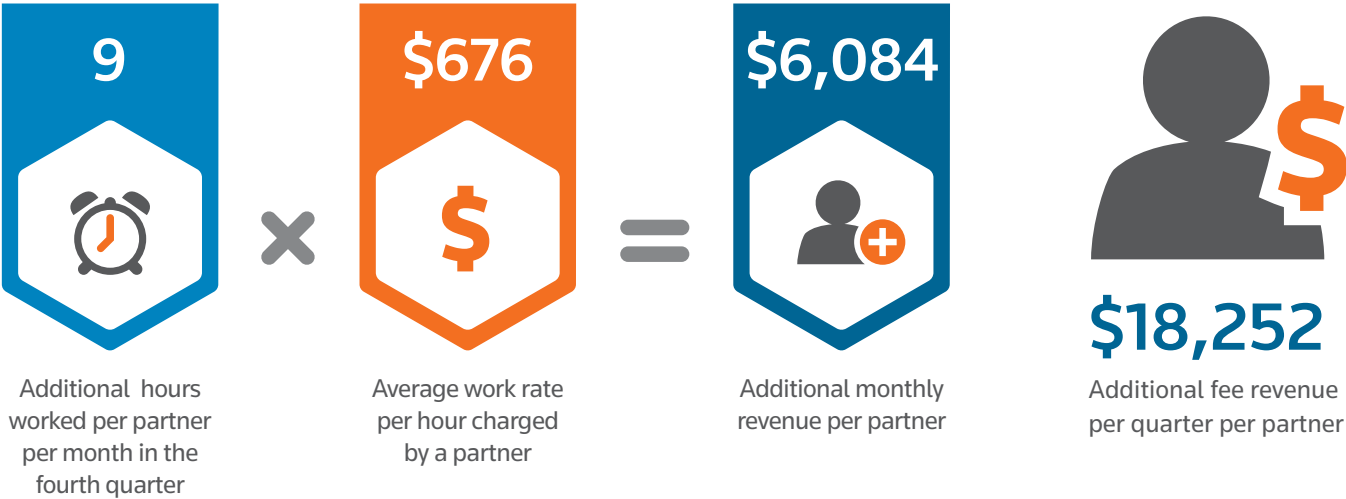 9
Additional hours
worked per partner
per month in the
fourth quarter
×
$676
$
Average work rate
per hour charged
by a partner
=
$6,084
+
Additional monthly
revenue per partner
$
$18,252
Additional fee revenue
per quarter per partner